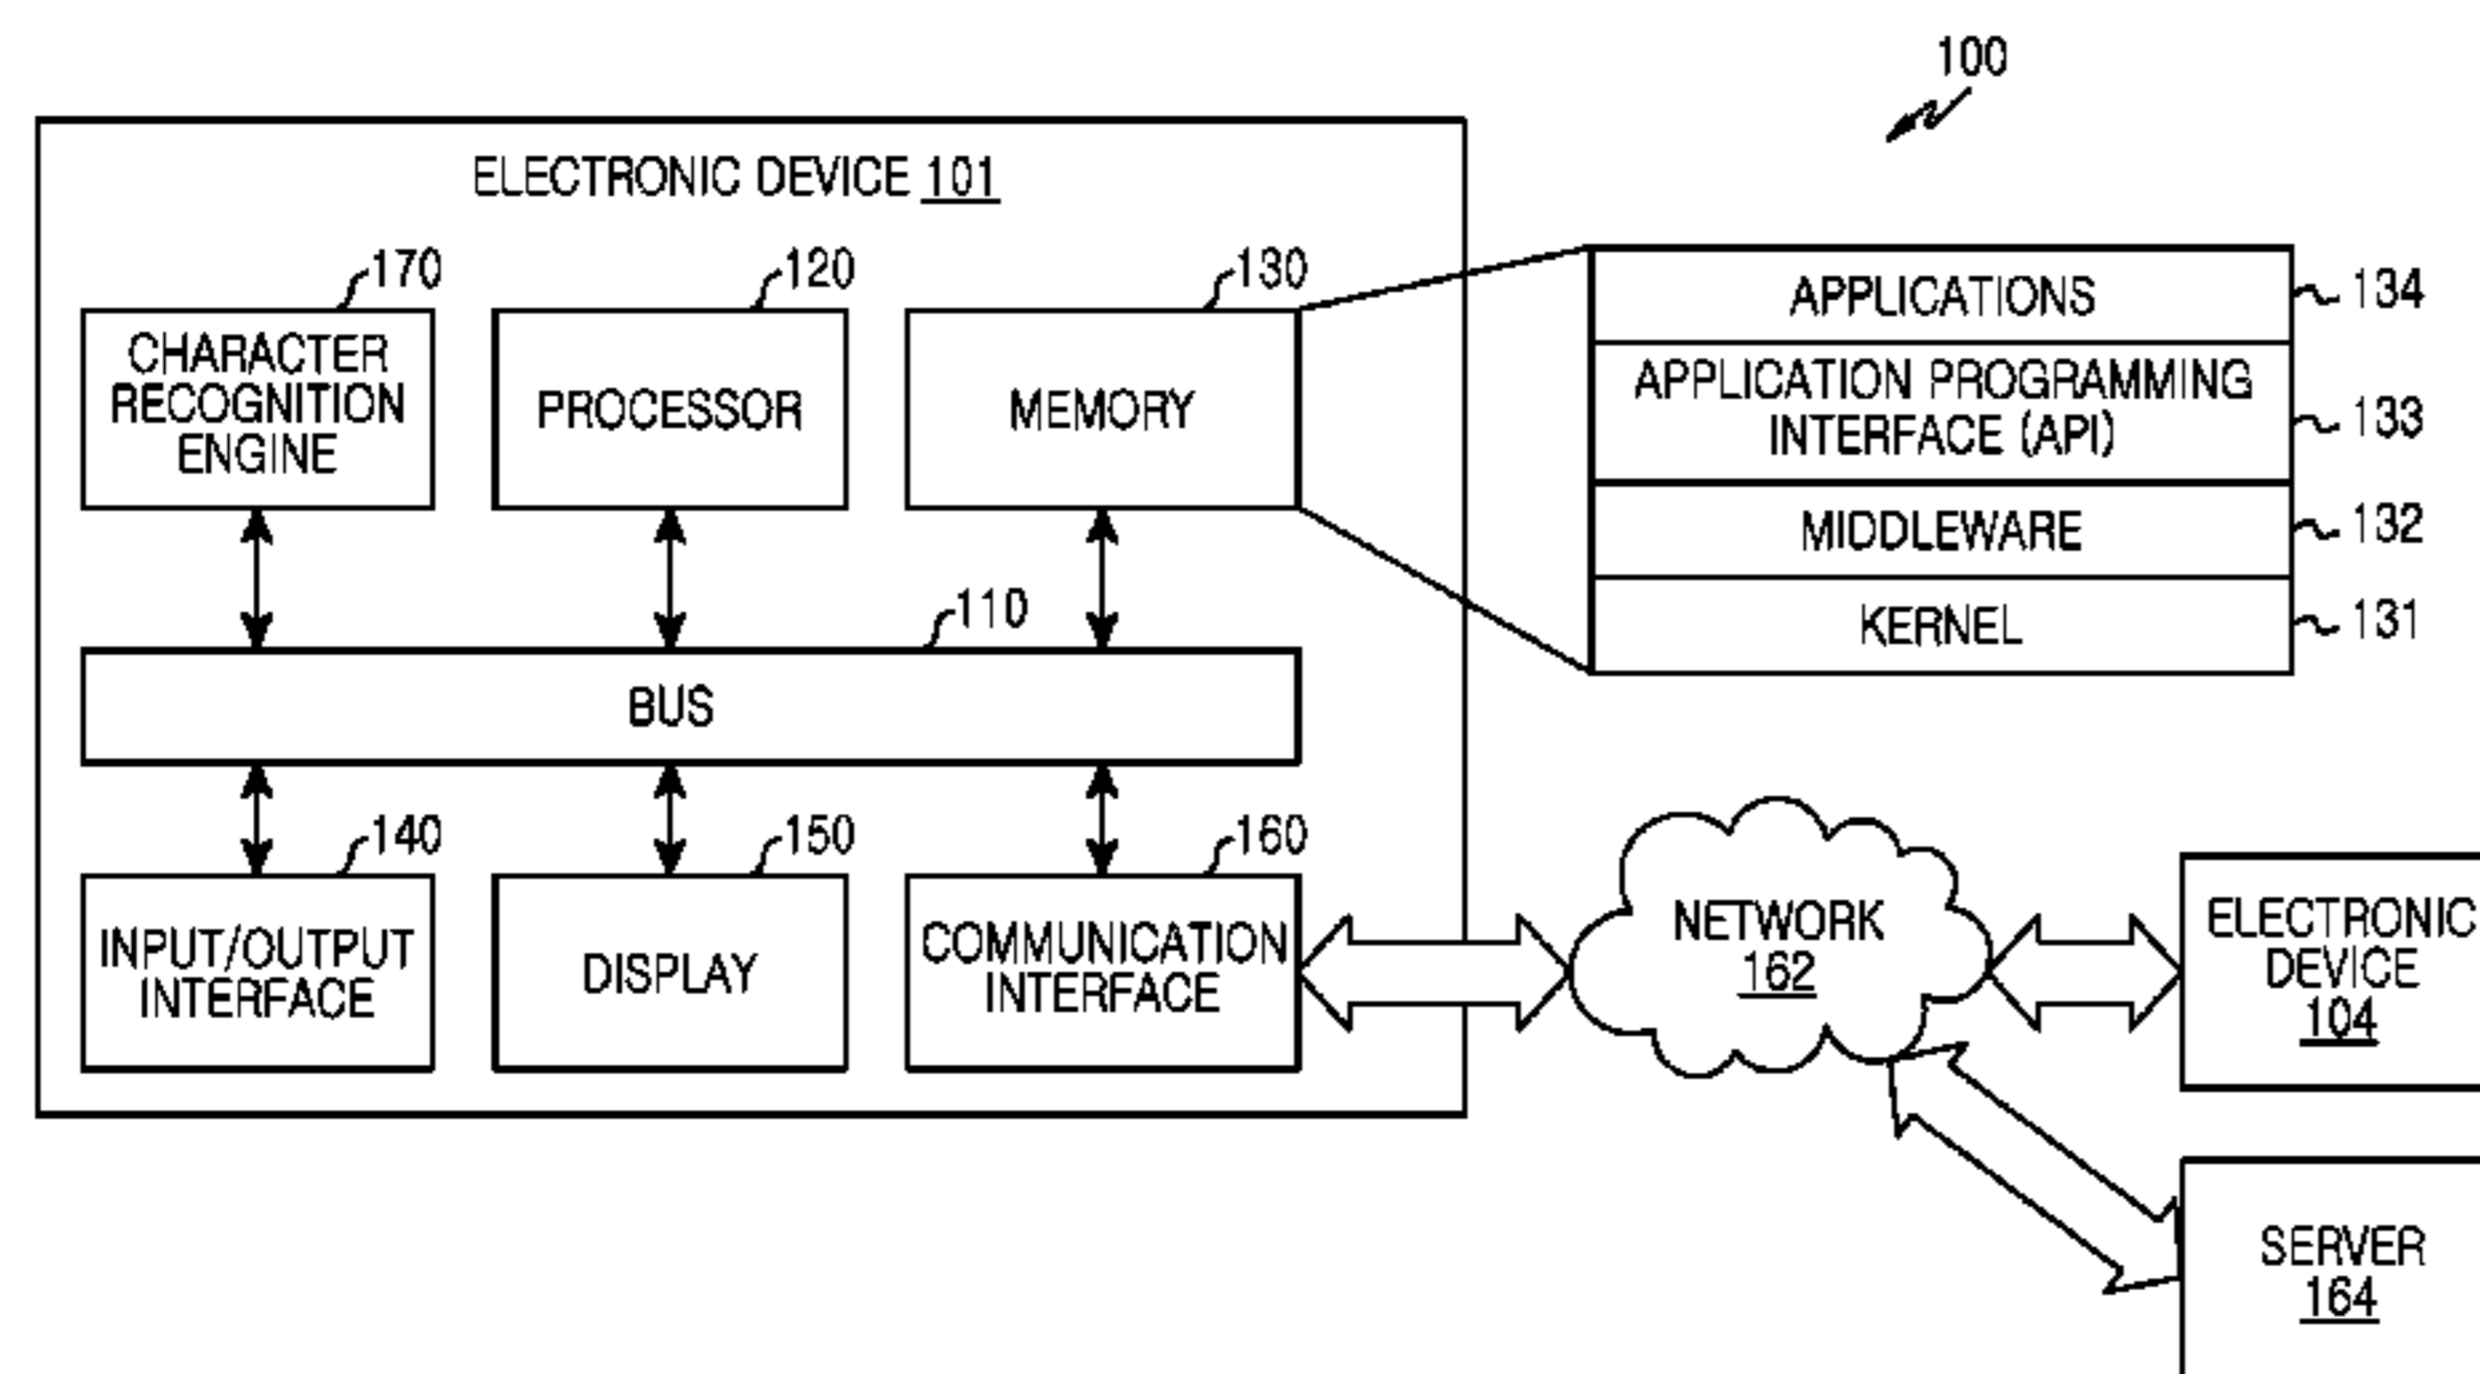 100
ELECTRONIC DEVICE 101
170
120
130
CHARACTER
RECOGNITION
ENGINE
PROCESSOR
MEMORY
APPLICATIONS
134
APPLICATION PROGRAMMING
INTERFACE (API)
133
MIDDLEWARE
132
KERNEL
131
110
BUS
140
150
160
INPUT/OUTPUT
INTERFACE
DISPLAY
COMMUNICATION
INTERFACE
NETWORK
162
ELECTRONIC
DEVICE
104
SERVER
164